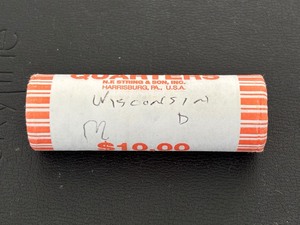 QUARTERS
N.F. STRING & SON, INC.
HARRISBURG, PA., U.S.A.
WISCONSIN
D
M
$10.00